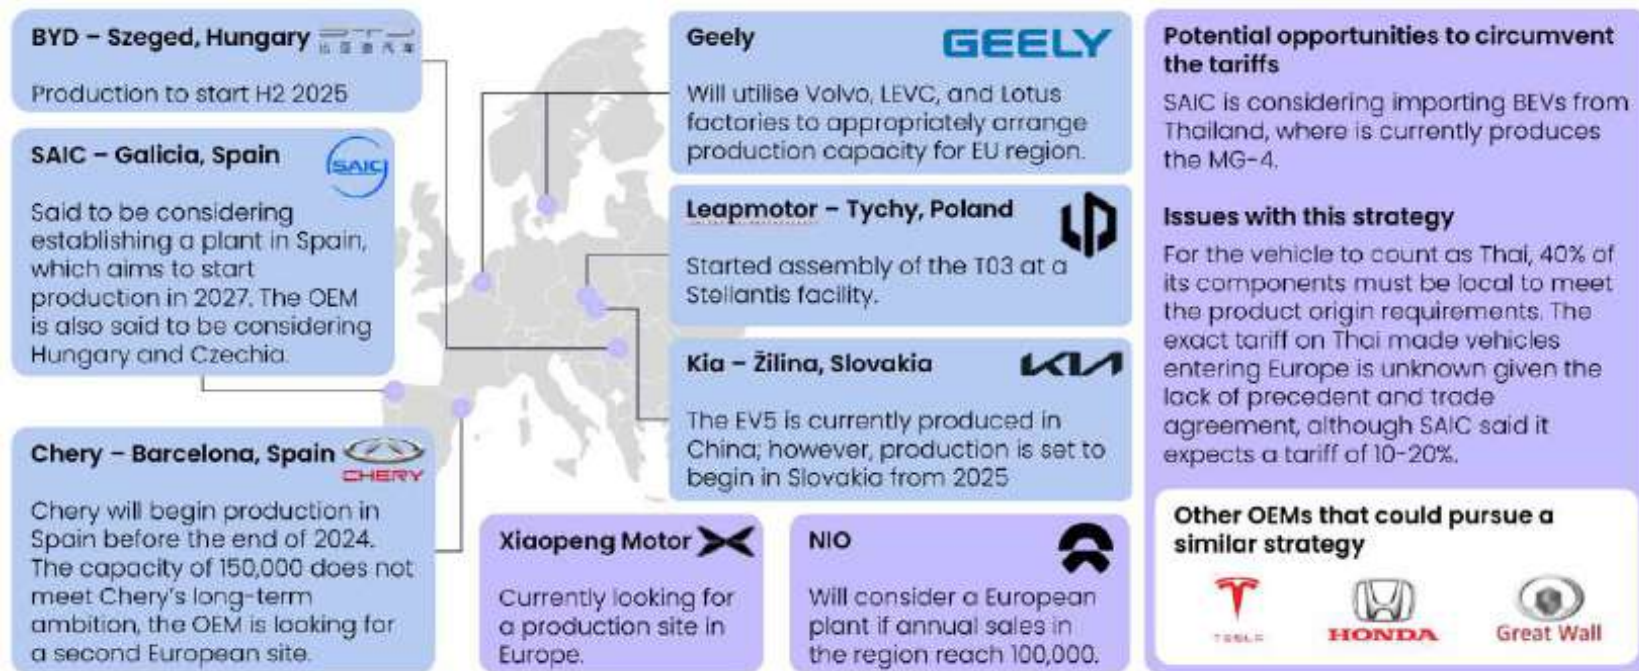 BYD – Szeged, Hungary
比亚迪汽车
Production to start H2 2025
SAIC – Galicia, Spain
SAIC
Said to be considering
establishing a plant in Spain,
which aims to start
production in 2027. The OEM
is also said to be considering
Hungary and Czechia.
Chery – Barcelona, Spain
CHERY
Chery will begin production in
Spain before the end of 2024.
The capacity of 150,000 does not
meet Chery's long-term
ambition, the OEM is looking for
a second European site.
Geely
GEELY
Will utilise Volvo, LEVC, and Lotus
factories to appropriately arrange
production capacity for EU region.
Leapmotor – Tychy, Poland
Started assembly of the T03 at a
Stellantis facility.
Kia – Žilina, Slovakia
KIA
The EV5 is currently produced in
China; however, production is set to
begin in Slovakia from 2025
Xiaopeng Motor
Currently looking for
a production site in
Europe.
NIO
Will consider a European
plant if annual sales in
the region reach 100,000.
Potential opportunities to circumvent
the tariffs
SAIC is considering importing BEVs from
Thailand, where is currently produces
the MG-4.
Issues with this strategy
For the vehicle to count as Thai, 40% of
its components must be local to meet
the product origin requirements. The
exact tariff on Thai made vehicles
entering Europe is unknown given the
lack of precedent and trade
agreement, although SAIC said it
expects a tariff of 10-20%.
Other OEMs that could pursue a
similar strategy
TESLA
HONDA
Great Wall